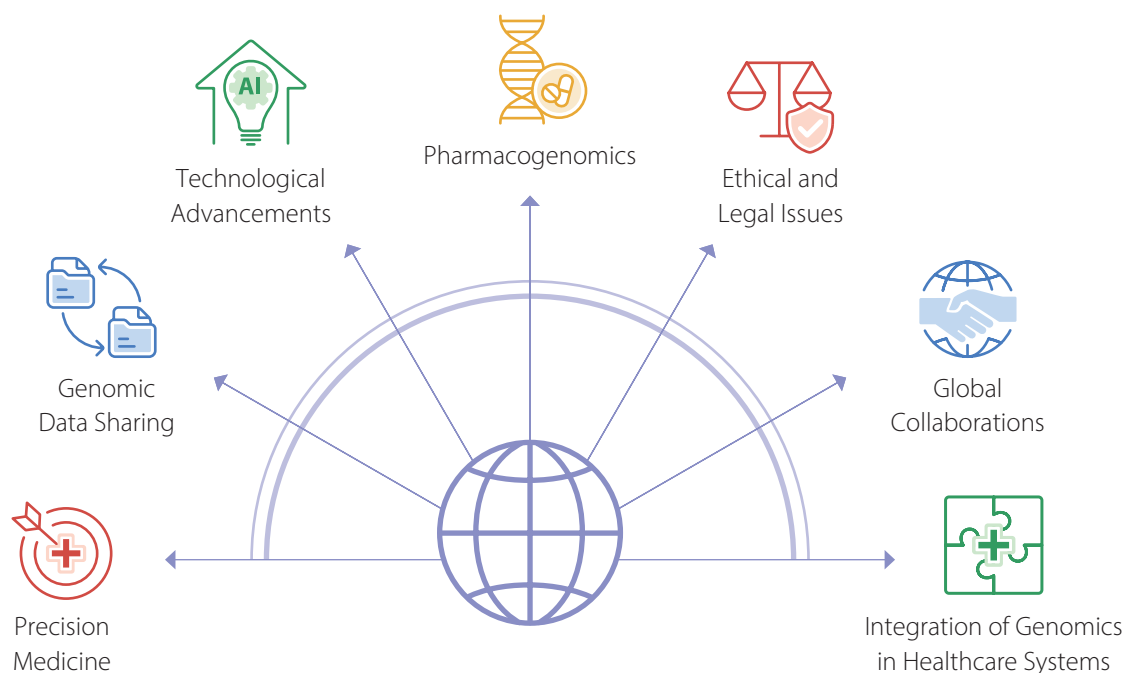 AI
Pharmacogenomics
Technological
Advancements
Ethical and
Legal Issues
Genomic
Data Sharing
Global
Collaborations
Precision
Medicine
Integration of Genomics
in Healthcare Systems